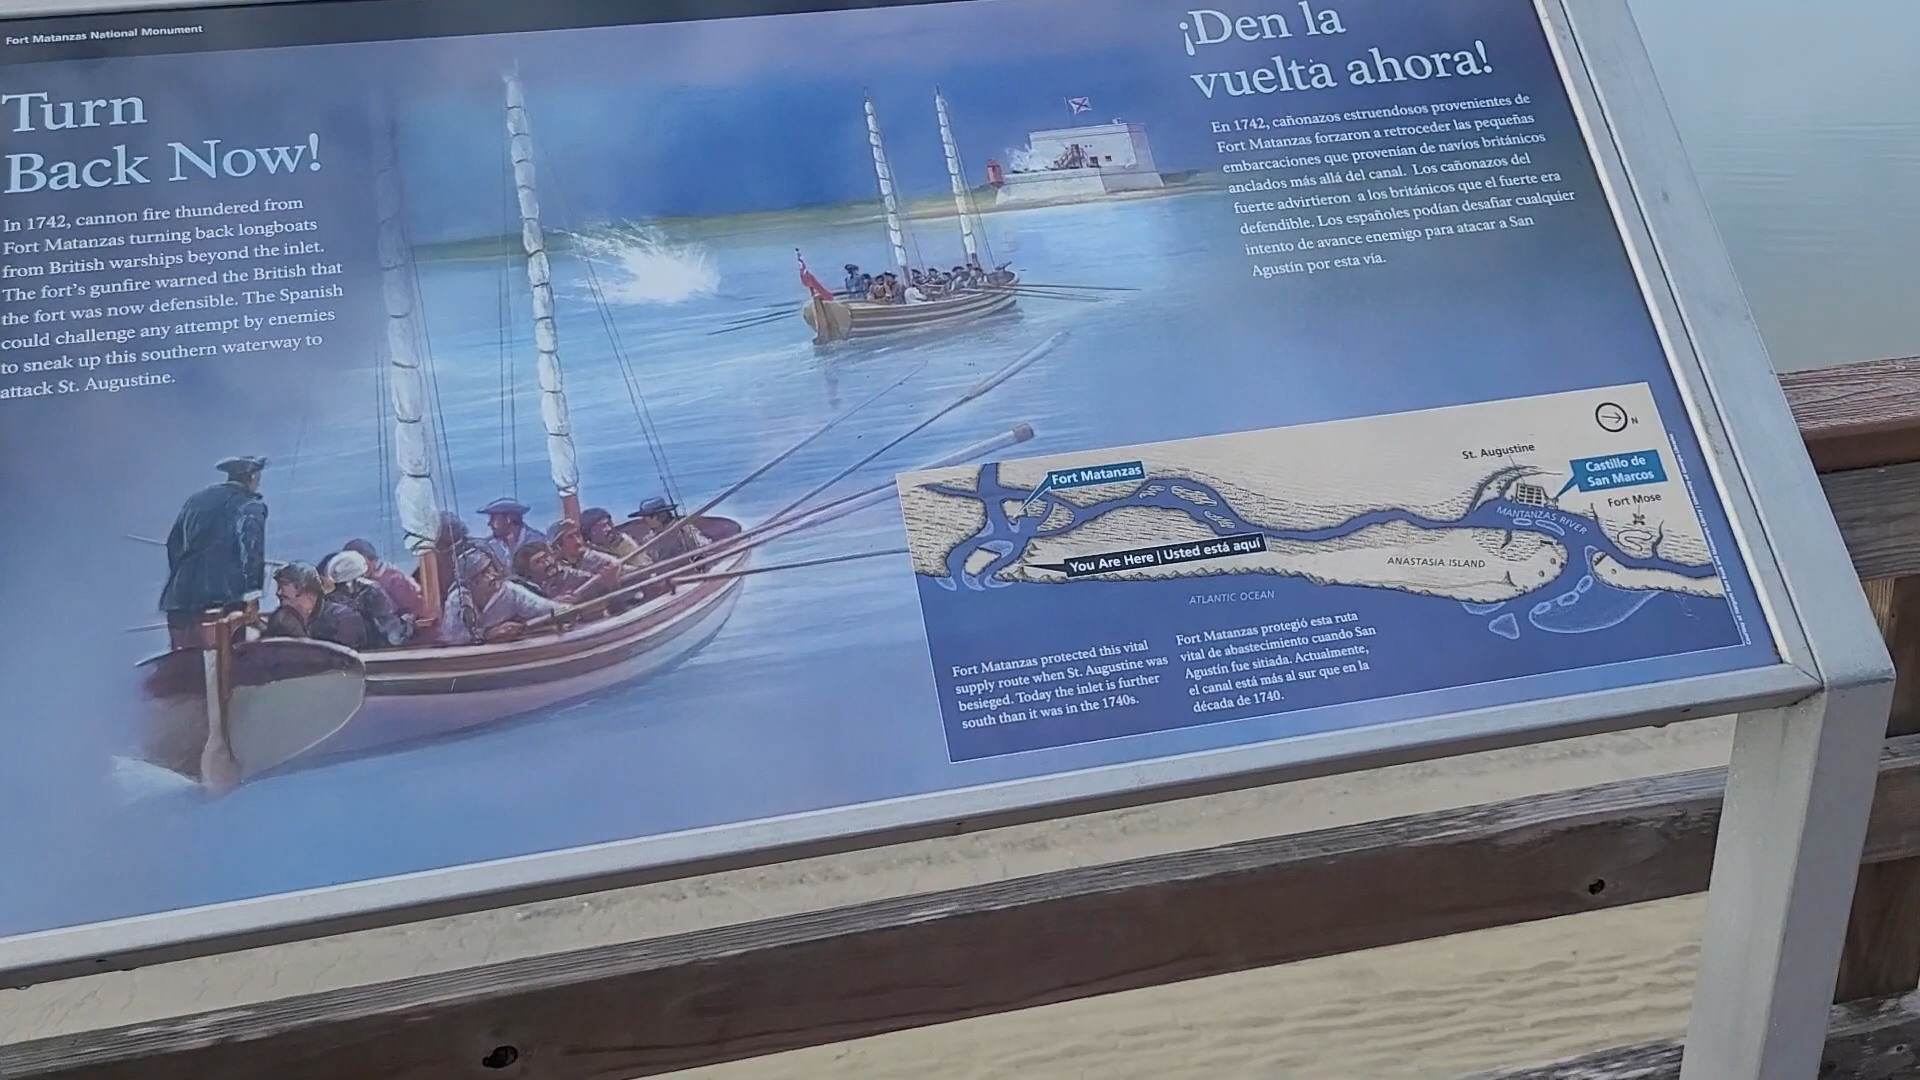 Fort Matanzas National Monument
Turn
Back Now!
In 1742, cannon fire thundered from
Fort Matanzas turning back longboats
from British warships beyond the inlet.
The fort's gunfire warned the British that
the fort was now defensible. The Spanish
could challenge any attempt by enemies
to sneak up this southern waterway to
attack St. Augustine.
¡Den la
vuelta ahora!
En 1742, cañonazos estruendosos provenientes de
Fort Matanzas forzaron a retroceder las pequeñas
embarcaciones que provenían de navíos británicos
anclados más allá del canal. Los cañonazos del
fuerte advirtieron a los británicos que el fuerte era
defendible. Los españoles podían desafiar cualquier
intento de avance enemigo para atacar a San
Agustín por esta vía.
N
St. Augustine
Castillo de
San Marcos
Fort Matanzas
Fort Mose
MANTANZAS RIVER
You Are Here | Usted está aquí
ANASTASIA ISLAND
ATLANTIC OCEAN
Fort Matanzas protected this vital
supply route when St. Augustine was
besieged. Today the inlet is further
south than it was in the 1740s.
Fort Matanzas protegió esta ruta
vital de abastecimiento cuando San
Agustín fue sitiada. Actualmente,
el canal está más al sur que en la
década de 1740.